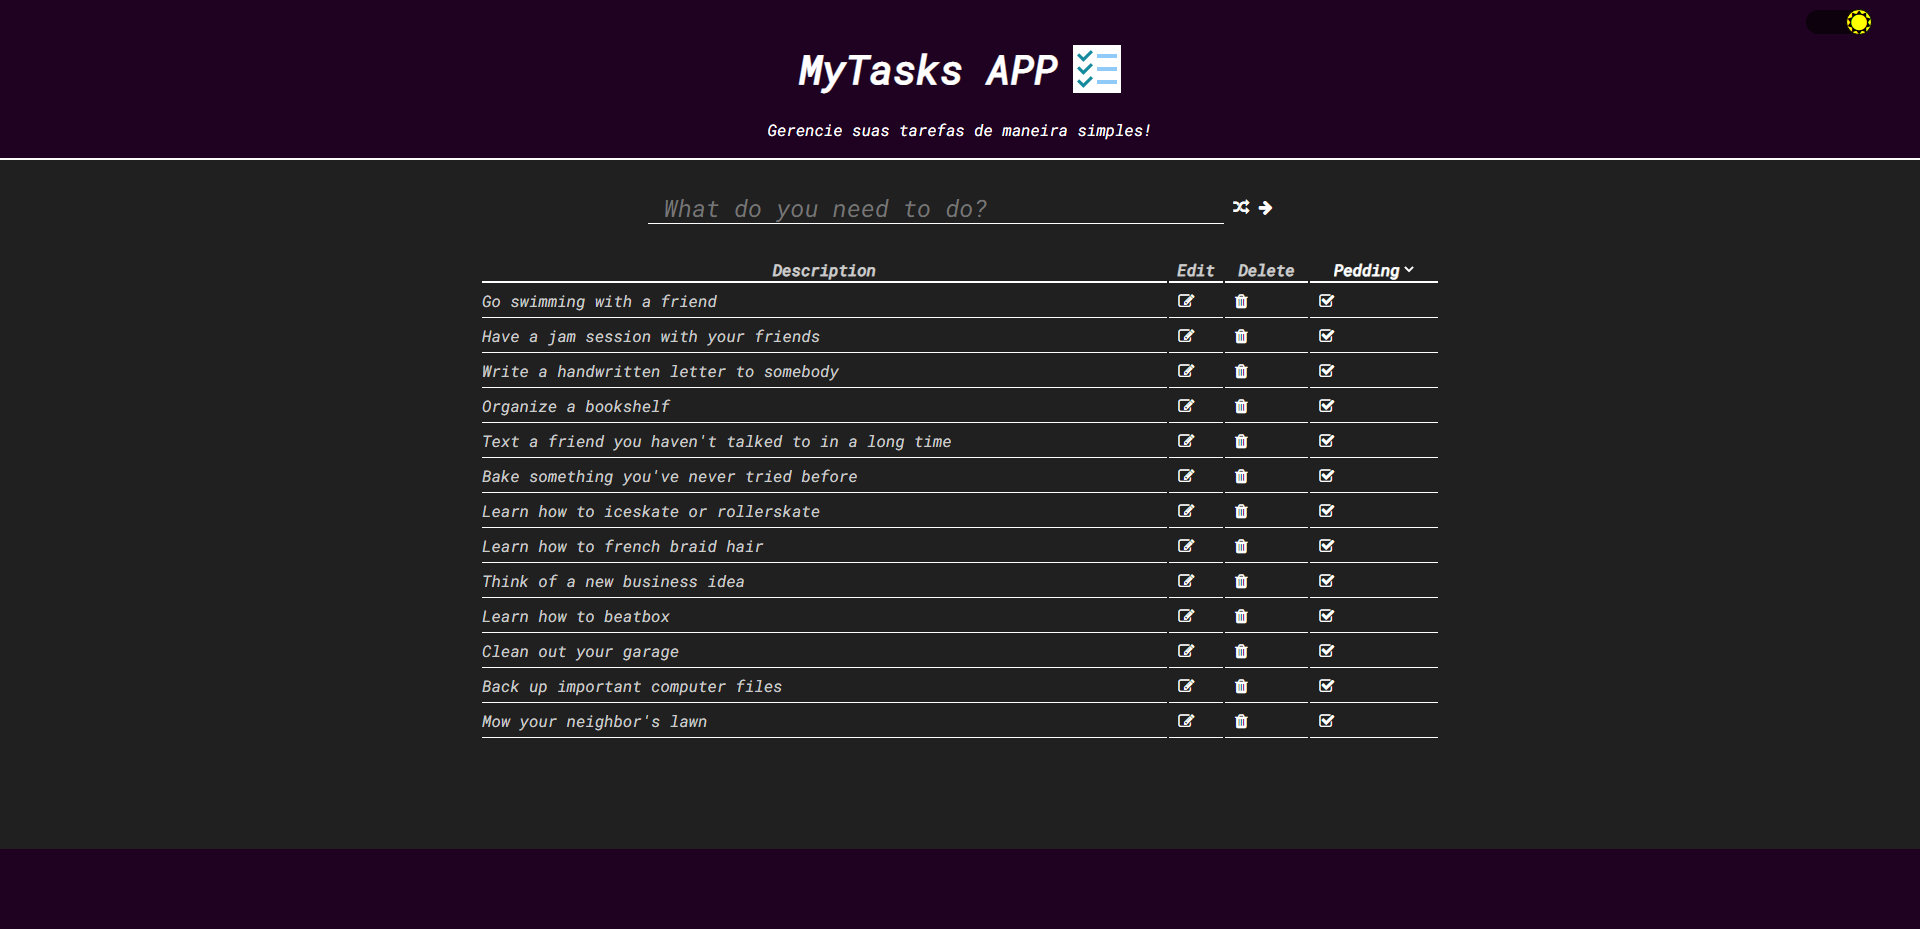 MyTasks APP
Gerencie suas tarefas de maneira simples!
What do you need to do?
Description Edit Delete Pedding
Go swimming with a friend
Have a jam session with your friends
Write a handwritten letter to somebody
Organize a bookshelf
Text a friend you haven't talked to in a long time
Bake something you've never tried before
Learn how to iceskate or rollerskate
Learn how to french braid hair
Think of a new business idea
Learn how to beatbox
Clean out your garage
Back up important computer files
Mow your neighbor's lawn